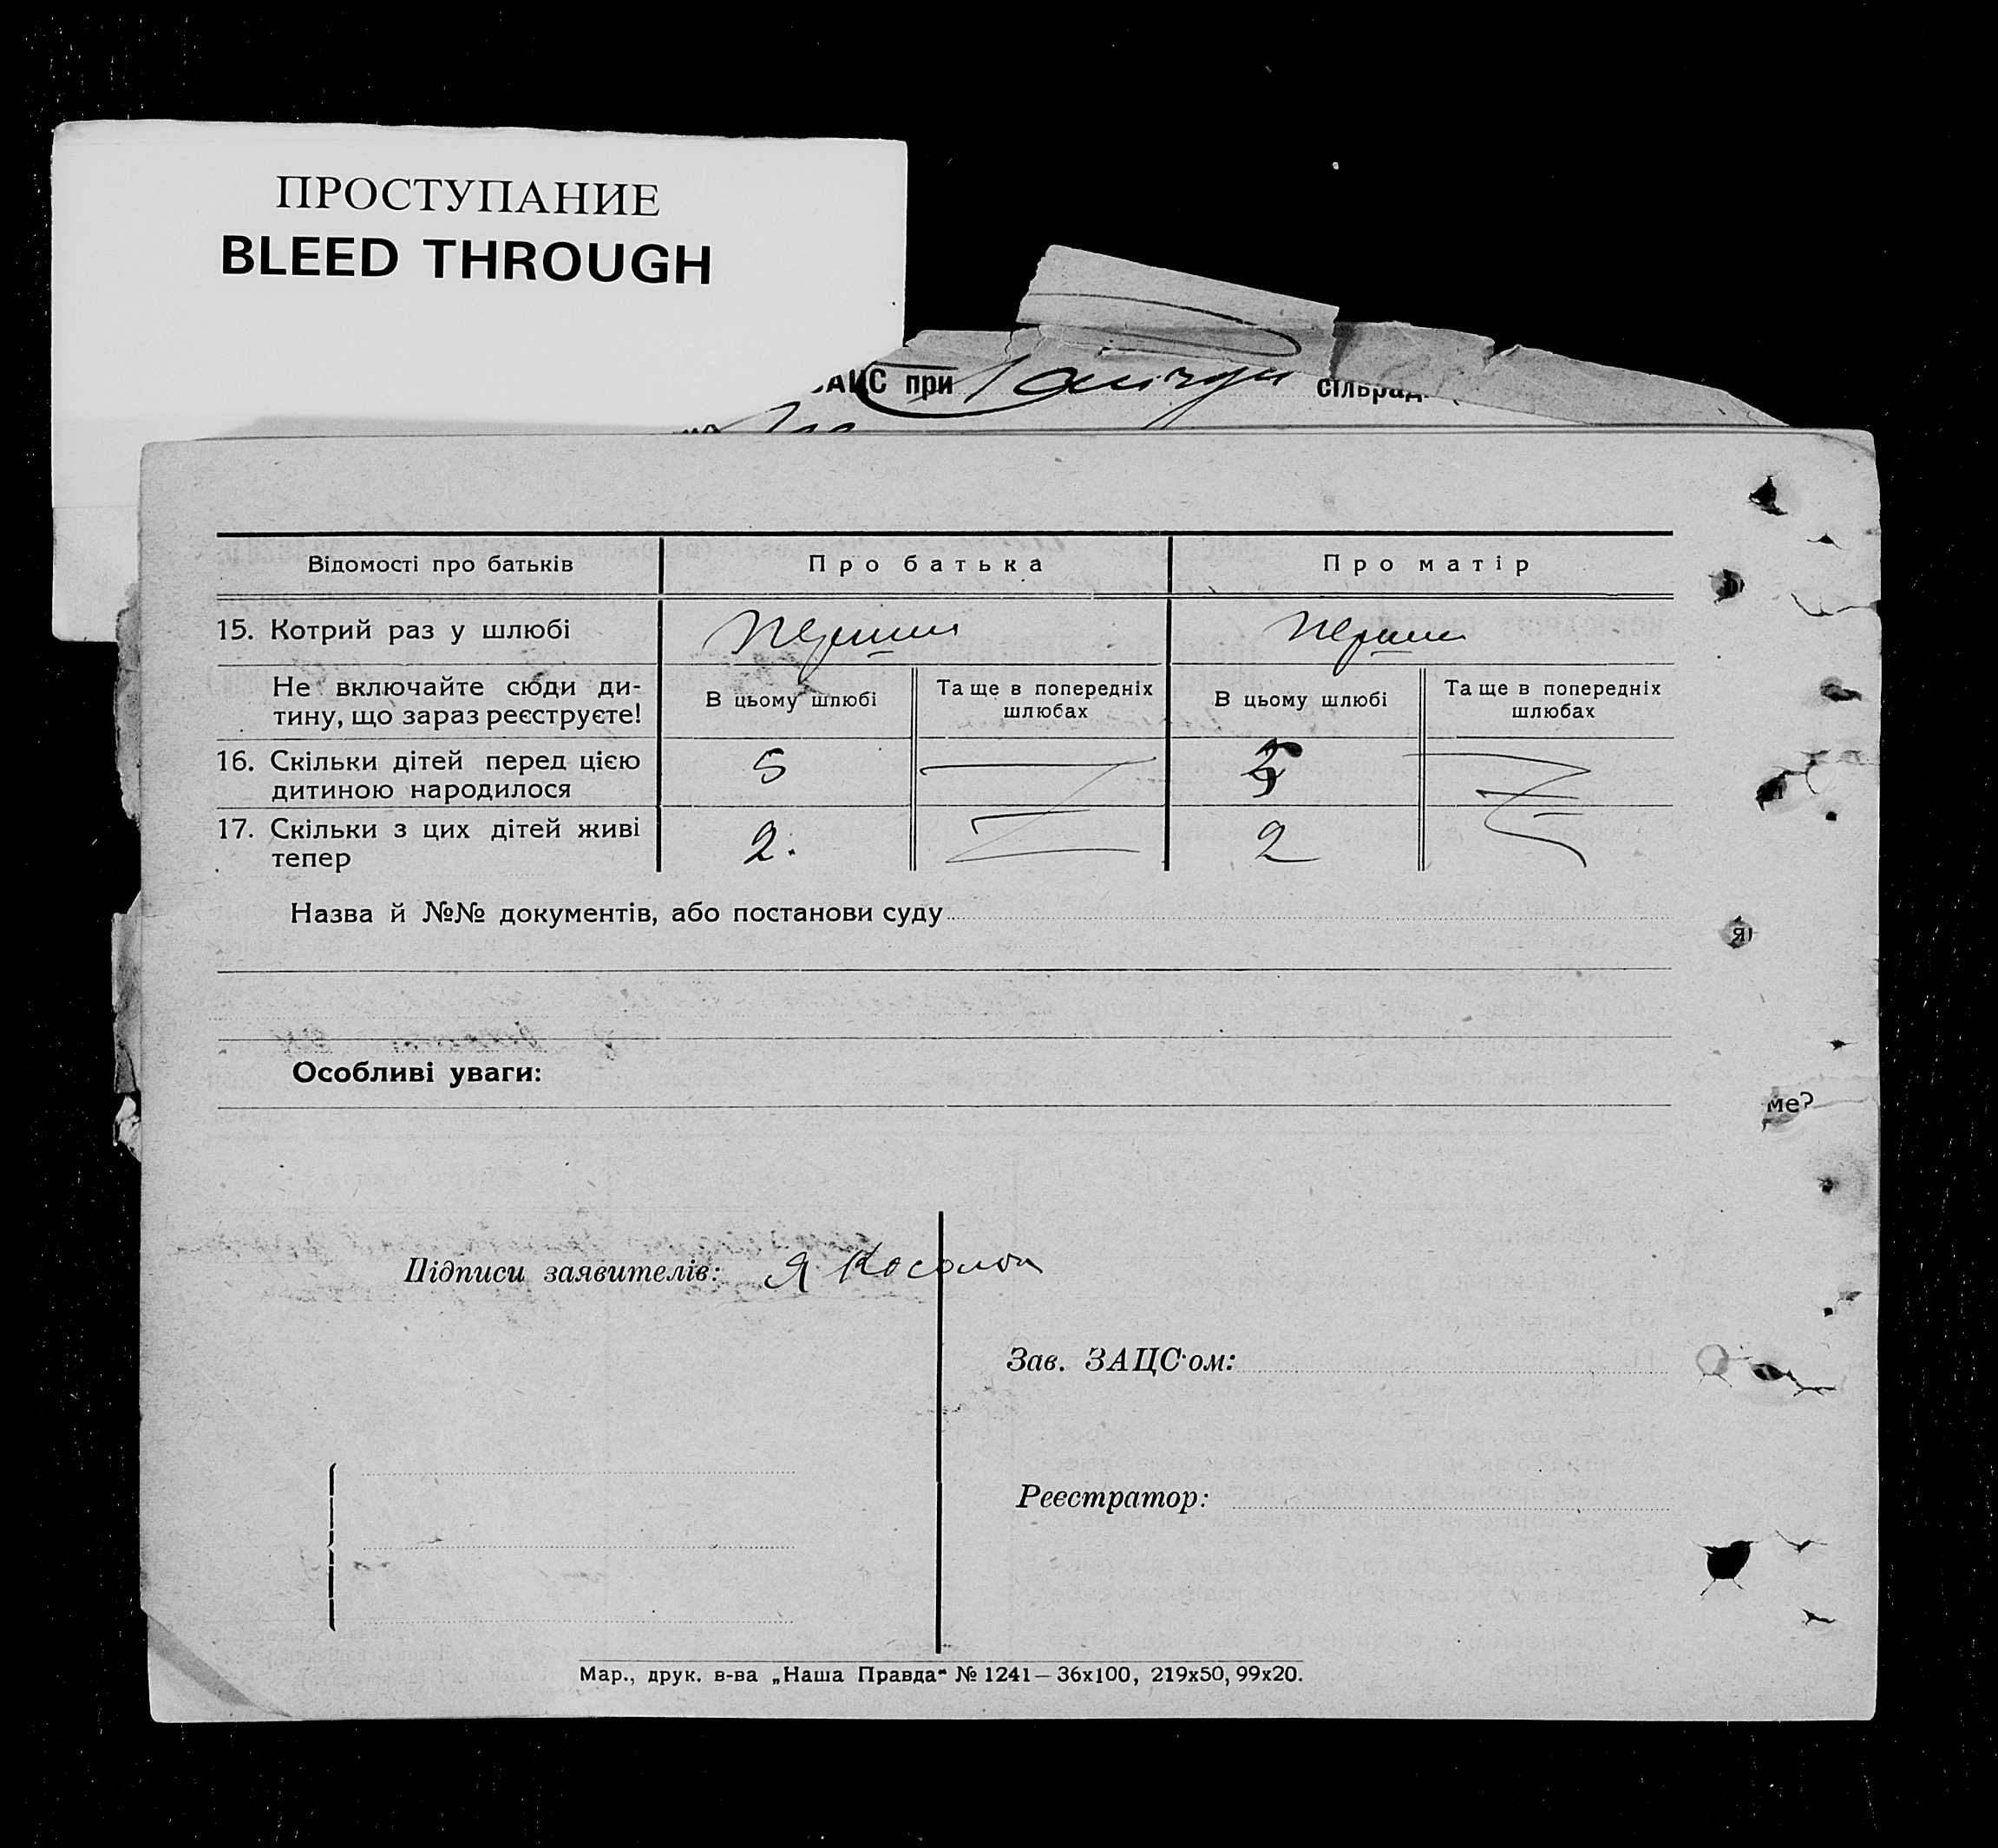 ПРОСТУПАНИЕ
BLEED THROUGH
ЗАЦС при сільрад
Відомості про батьків Про батька Про матір
15. Котрий раз у шлюбі перший перший
Не включайте сюди ди-
тину, що зараз реєструєте!
В цьому шлюбі Та ще в попередніх шлюбах В цьому шлюбі Та ще в попередніх шлюбах
16. Скільки дітей перед цією 5 5
дитиною народилося
17. Скільки з цих дітей живі 2. 2
тепер
Назва й №№ документів, або постанови суду
я
Особливі уваги:
ме?
Підписи заявителів: Я
Зав. ЗАЦС'ом:
Реєстратор:
Мар., друк. в-ва „Наша Правда“ № 1241—36х100, 219х50, 99х20.